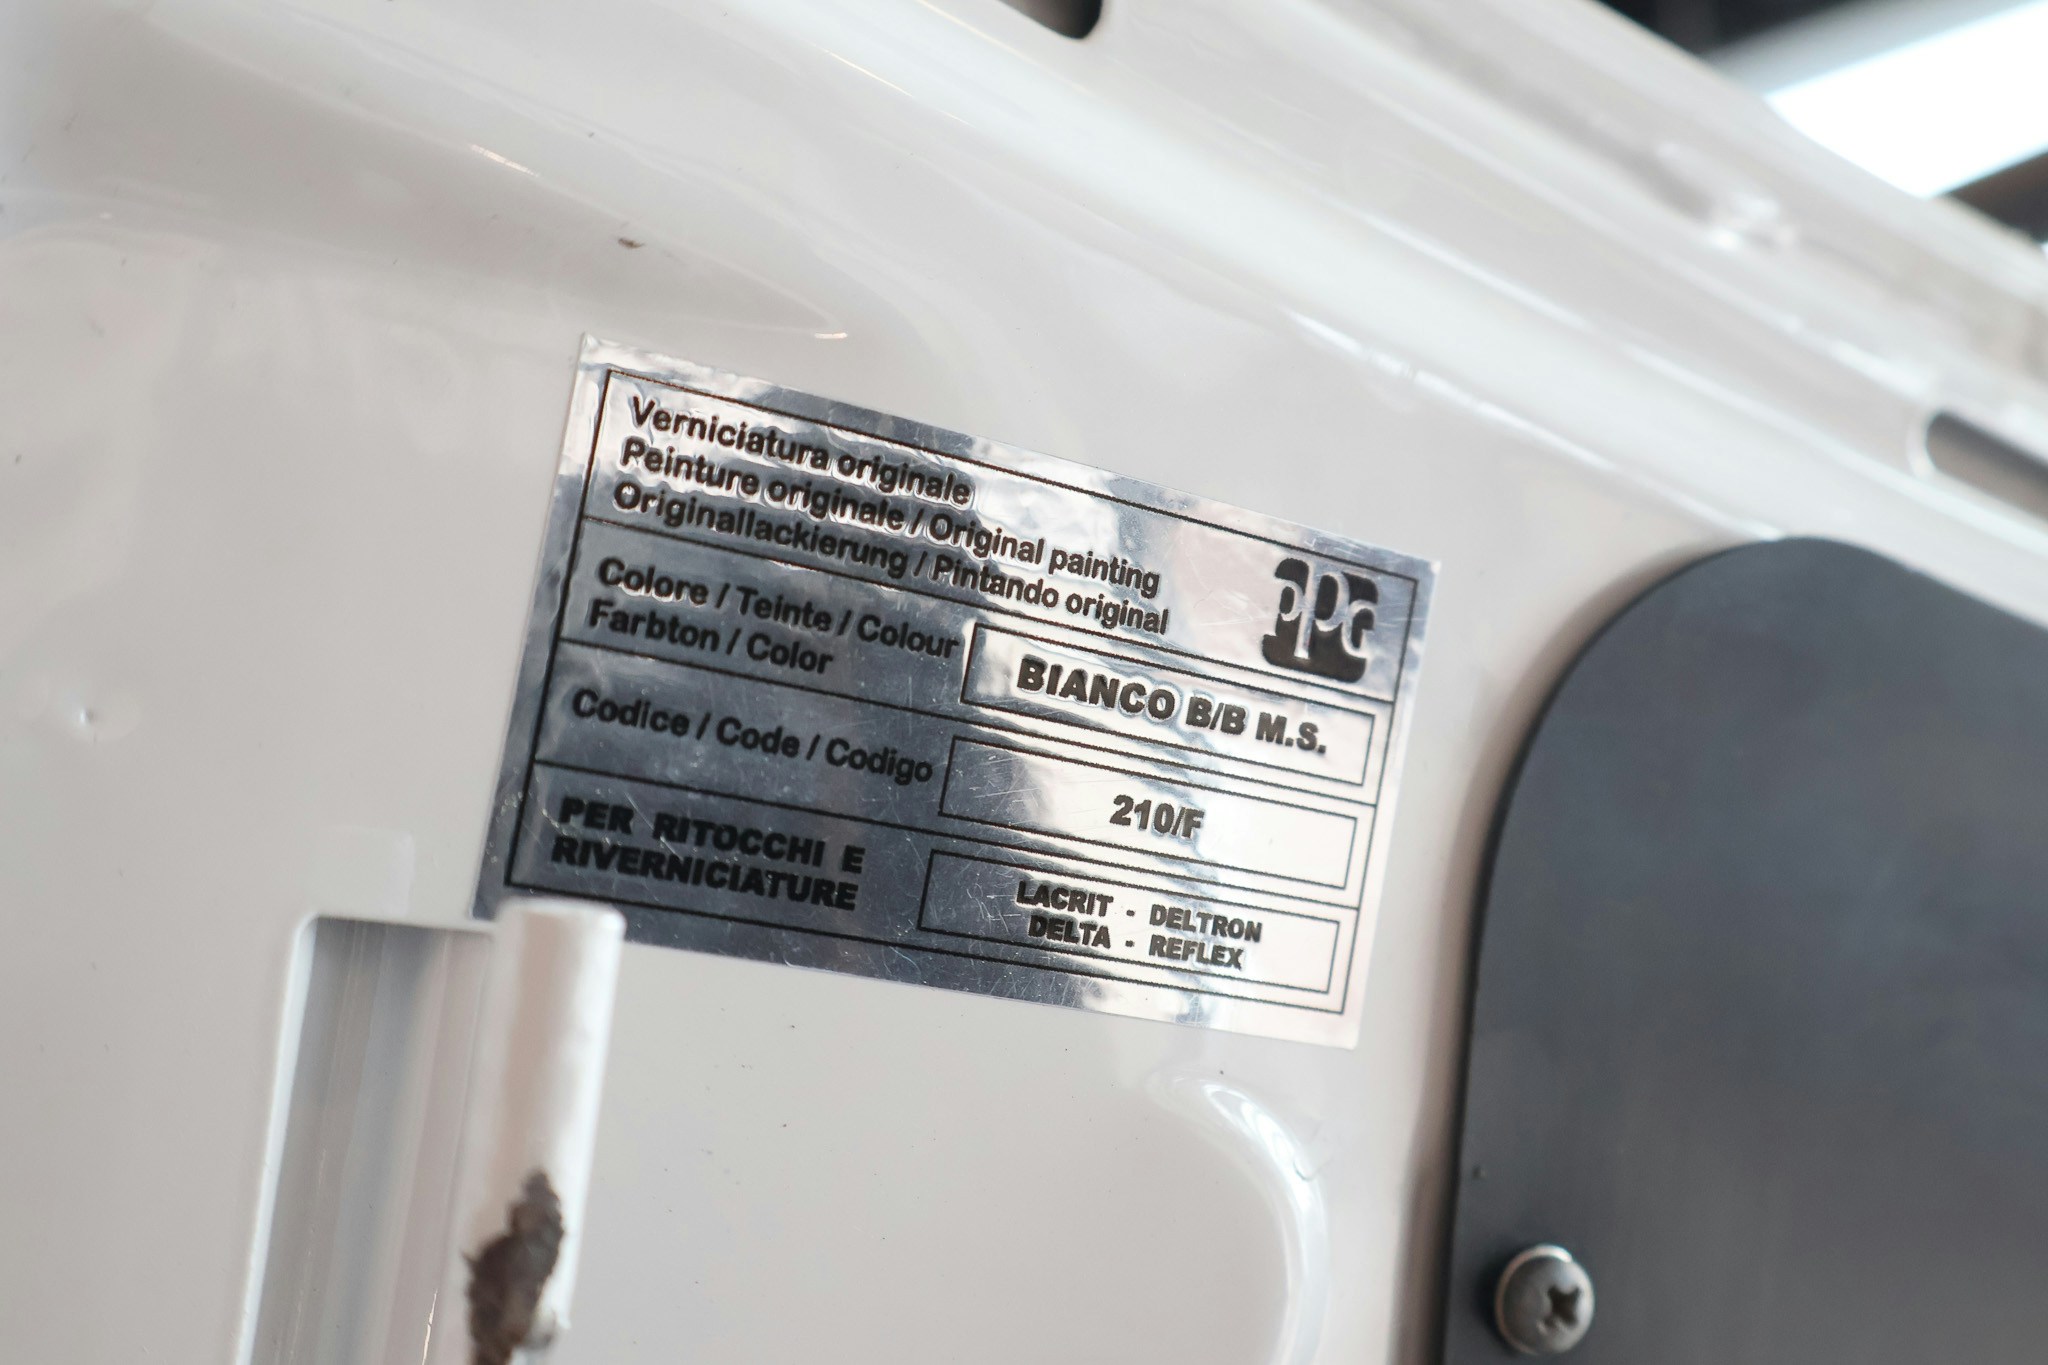 Verniciatura originale
Peinture originale / Original painting
Originallackierung / Pintando original
PPG
Colore / Teinte / Colour
Farbton / Color
BIANCO B/B M.S.
Codice / Code / Codigo
210/F
PER RITOCCHI E
RIVERNICIATURE
LACRIT - DELTRON
DELTA - REFLEX